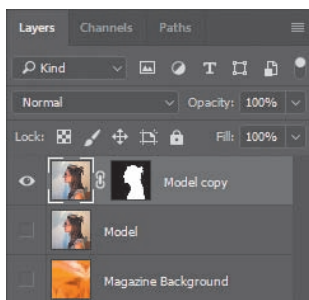 Layers Channels Paths
Kind
Normal Opacity: 100%
Lock: Fill: 100%
Model copy
Model
Magazine Background